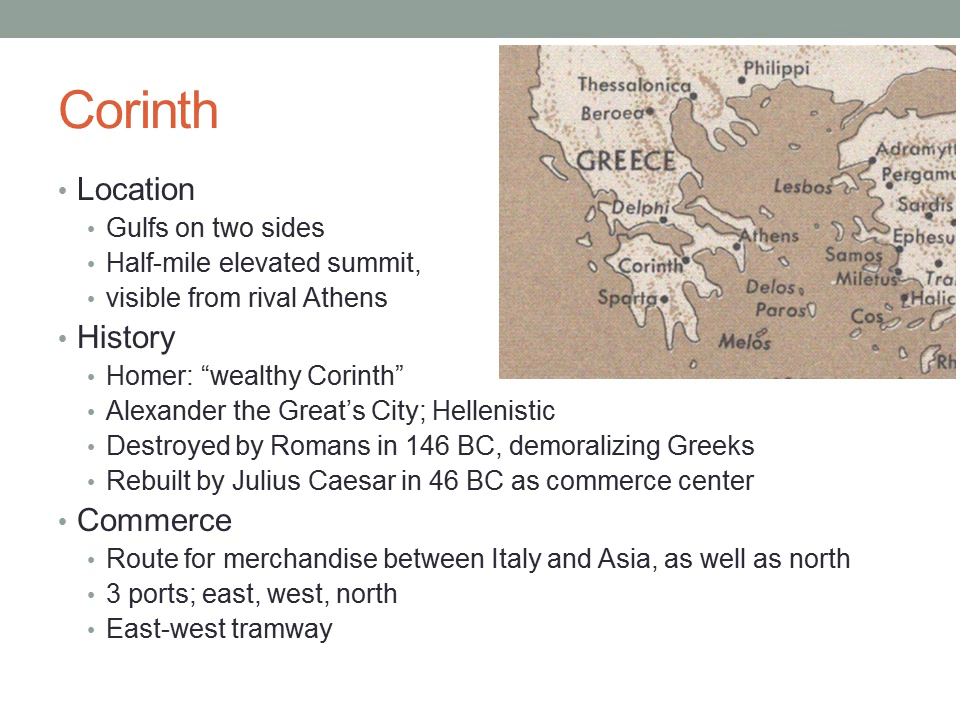 Corinth
• Location
• Gulfs on two sides
• Half-mile elevated summit,
• visible from rival Athens
• History
• Homer: “wealthy Corinth”
• Alexander the Great’s City; Hellenistic
• Destroyed by Romans in 146 BC, demoralizing Greeks
• Rebuilt by Julius Caesar in 46 BC as commerce center
• Commerce
• Route for merchandise between Italy and Asia, as well as north
• 3 ports; east, west, north
• East-west tramway
Philippi
Thessalonica
Beroea
GREECE
Adramytt
Pergamu
Lesbos
Sardis
Delphi
Athens
Ephesu
Samos
Corinth
Miletus
Tra
Delos
Halic
Sparta
Paros
Cos
Melos
Rh